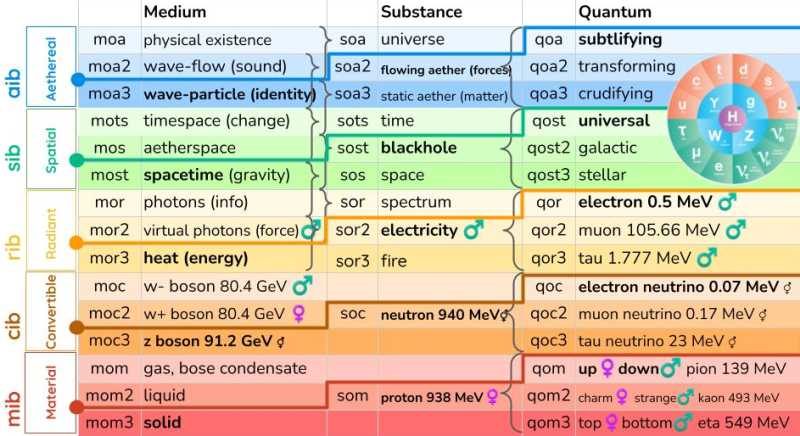 Medium Substance Quantum
aib Aethereal
moa physical existence soa universe qoa subtlifying
moa2 wave-flow (sound) soa2 flowing aether (forces) qoa2 transforming
moa3 wave-particle (identity) soa3 static aether (matter) qoa3 crudifying
sib Spatial
mots timespace (change) sots time qost universal
mos aetherspace sost blackhole qost2 galactic
most spacetime (gravity) sos space qost3 stellar
rib Radiant
mor photons (info) sor spectrum qor electron 0.5 MeV ♂
mor2 virtual photons (force) ♂ sor2 electricity ♂ qor2 muon 105.66 MeV ♂
mor3 heat (energy) sor3 fire qor3 tau 1.777 MeV ♂
cib Convertible
moc w- boson 80.4 GeV ♂ qoc electron neutrino 0.07 MeV ⚥
moc2 w+ boson 80.4 GeV ♀ soc neutron 940 MeV ⚥ qoc2 muon neutrino 0.17 MeV ⚥
moc3 z boson 91.2 GeV ⚥ qoc3 tau neutrino 23 MeV ⚥
mib Material
mom gas, bose condensate qom up ♀ down ♂ pion 139 MeV
mom2 liquid som proton 938 MeV ♀ qom2 charm ♀ strange ♂ kaon 493 MeV
mom3 solid qom3 top ♀ bottom ♂ eta 549 MeV
c t d s
u γ g b
H
τ W Z ν
μ e ν ν